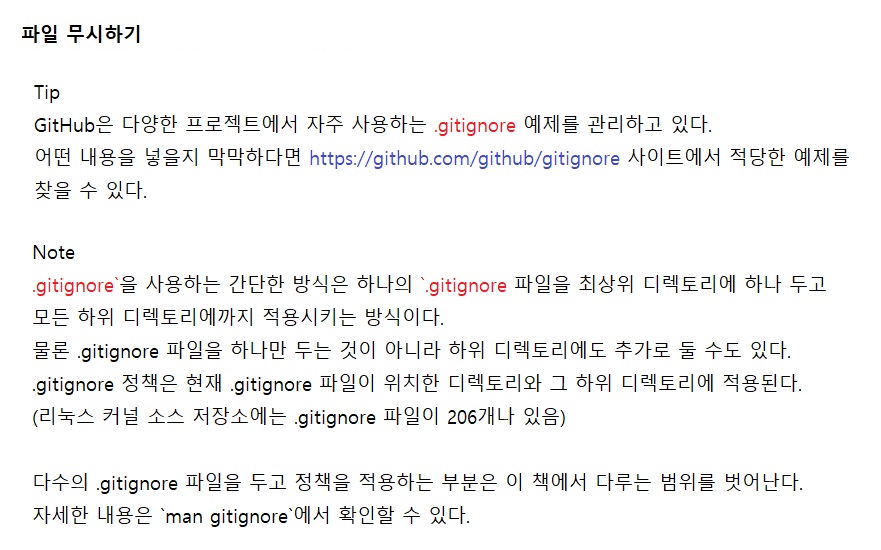 파일 무시하기
Tip
GitHub은 다양한 프로젝트에서 자주 사용하는 .gitignore 예제를 관리하고 있다.
어떤 내용을 넣을지 막막하다면 https://github.com/github/gitignore 사이트에서 적당한 예제를
찾을 수 있다.
Note
.gitignore`을 사용하는 간단한 방식은 하나의 `.gitignore 파일을 최상위 디렉토리에 하나 두고
모든 하위 디렉토리에까지 적용시키는 방식이다.
물론 .gitignore 파일을 하나만 두는 것이 아니라 하위 디렉토리에도 추가로 둘 수도 있다.
.gitignore 정책은 현재 .gitignore 파일이 위치한 디렉토리와 그 하위 디렉토리에 적용된다.
(리눅스 커널 소스 저장소에는 .gitignore 파일이 206개나 있음)
다수의 .gitignore 파일을 두고 정책을 적용하는 부분은 이 책에서 다루는 범위를 벗어난다.
자세한 내용은 `man gitignore`에서 확인할 수 있다.